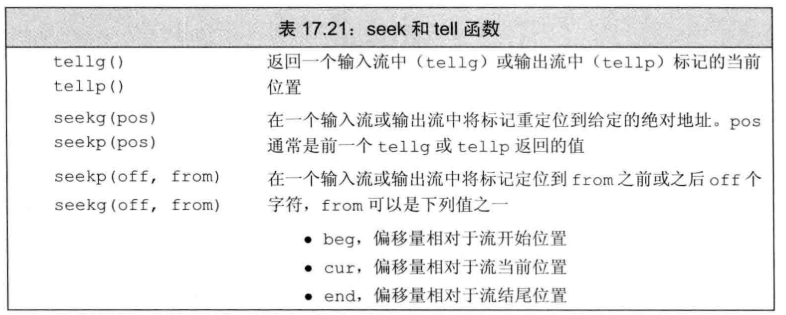 表 17.21：seek 和 tell 函数
tellg() 返回一个输入流中（tellg）或输出流中（tellp）标记的当前
tellp() 位置
seekg(pos) 在一个输入流或输出流中将标记重定位到给定的绝对地址。pos
seekp(pos) 通常是前一个 tellg 或 tellp 返回的值
seekp(off, from) 在一个输入流或输出流中将标记定位到 from 之前或之后 off 个
seekg(off, from) 字符，from 可以是下列值之一
● beg，偏移量相对于流开始位置
● cur，偏移量相对于流当前位置
● end，偏移量相对于流结尾位置